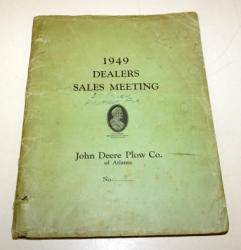 1949
DEALERS
SALES MEETING
John Deere Plow Co.
of Atlanta
No.